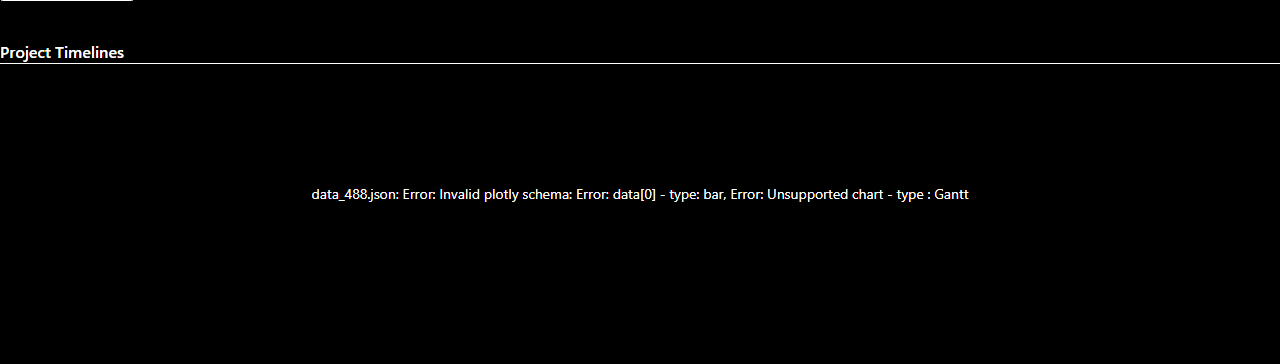 Project Timelines
data_488.json: Error: Invalid plotly schema: Error: data[0] - type: bar, Error: Unsupported chart - type : Gantt